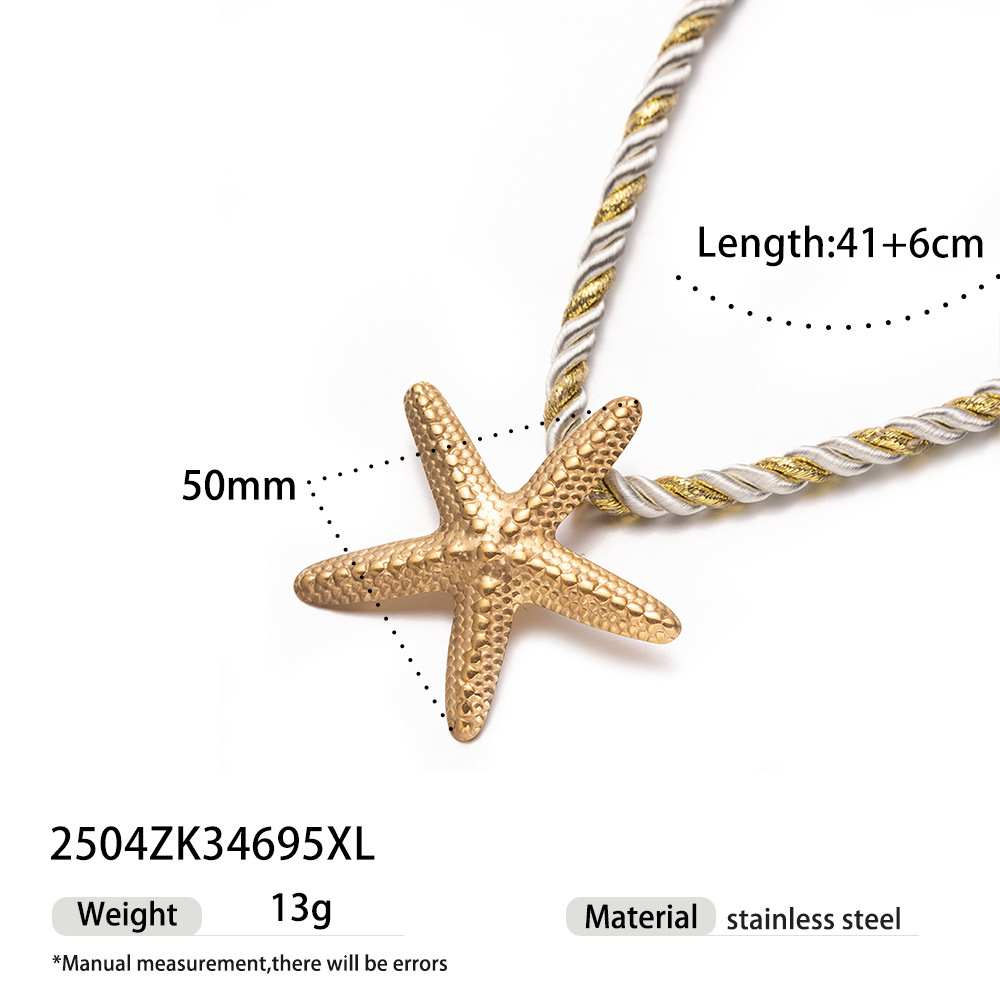 Length:41+6cm
50mm
2504ZK34695XL
Weight 13g
Material stainless steel
*Manual measurement,there will be errors